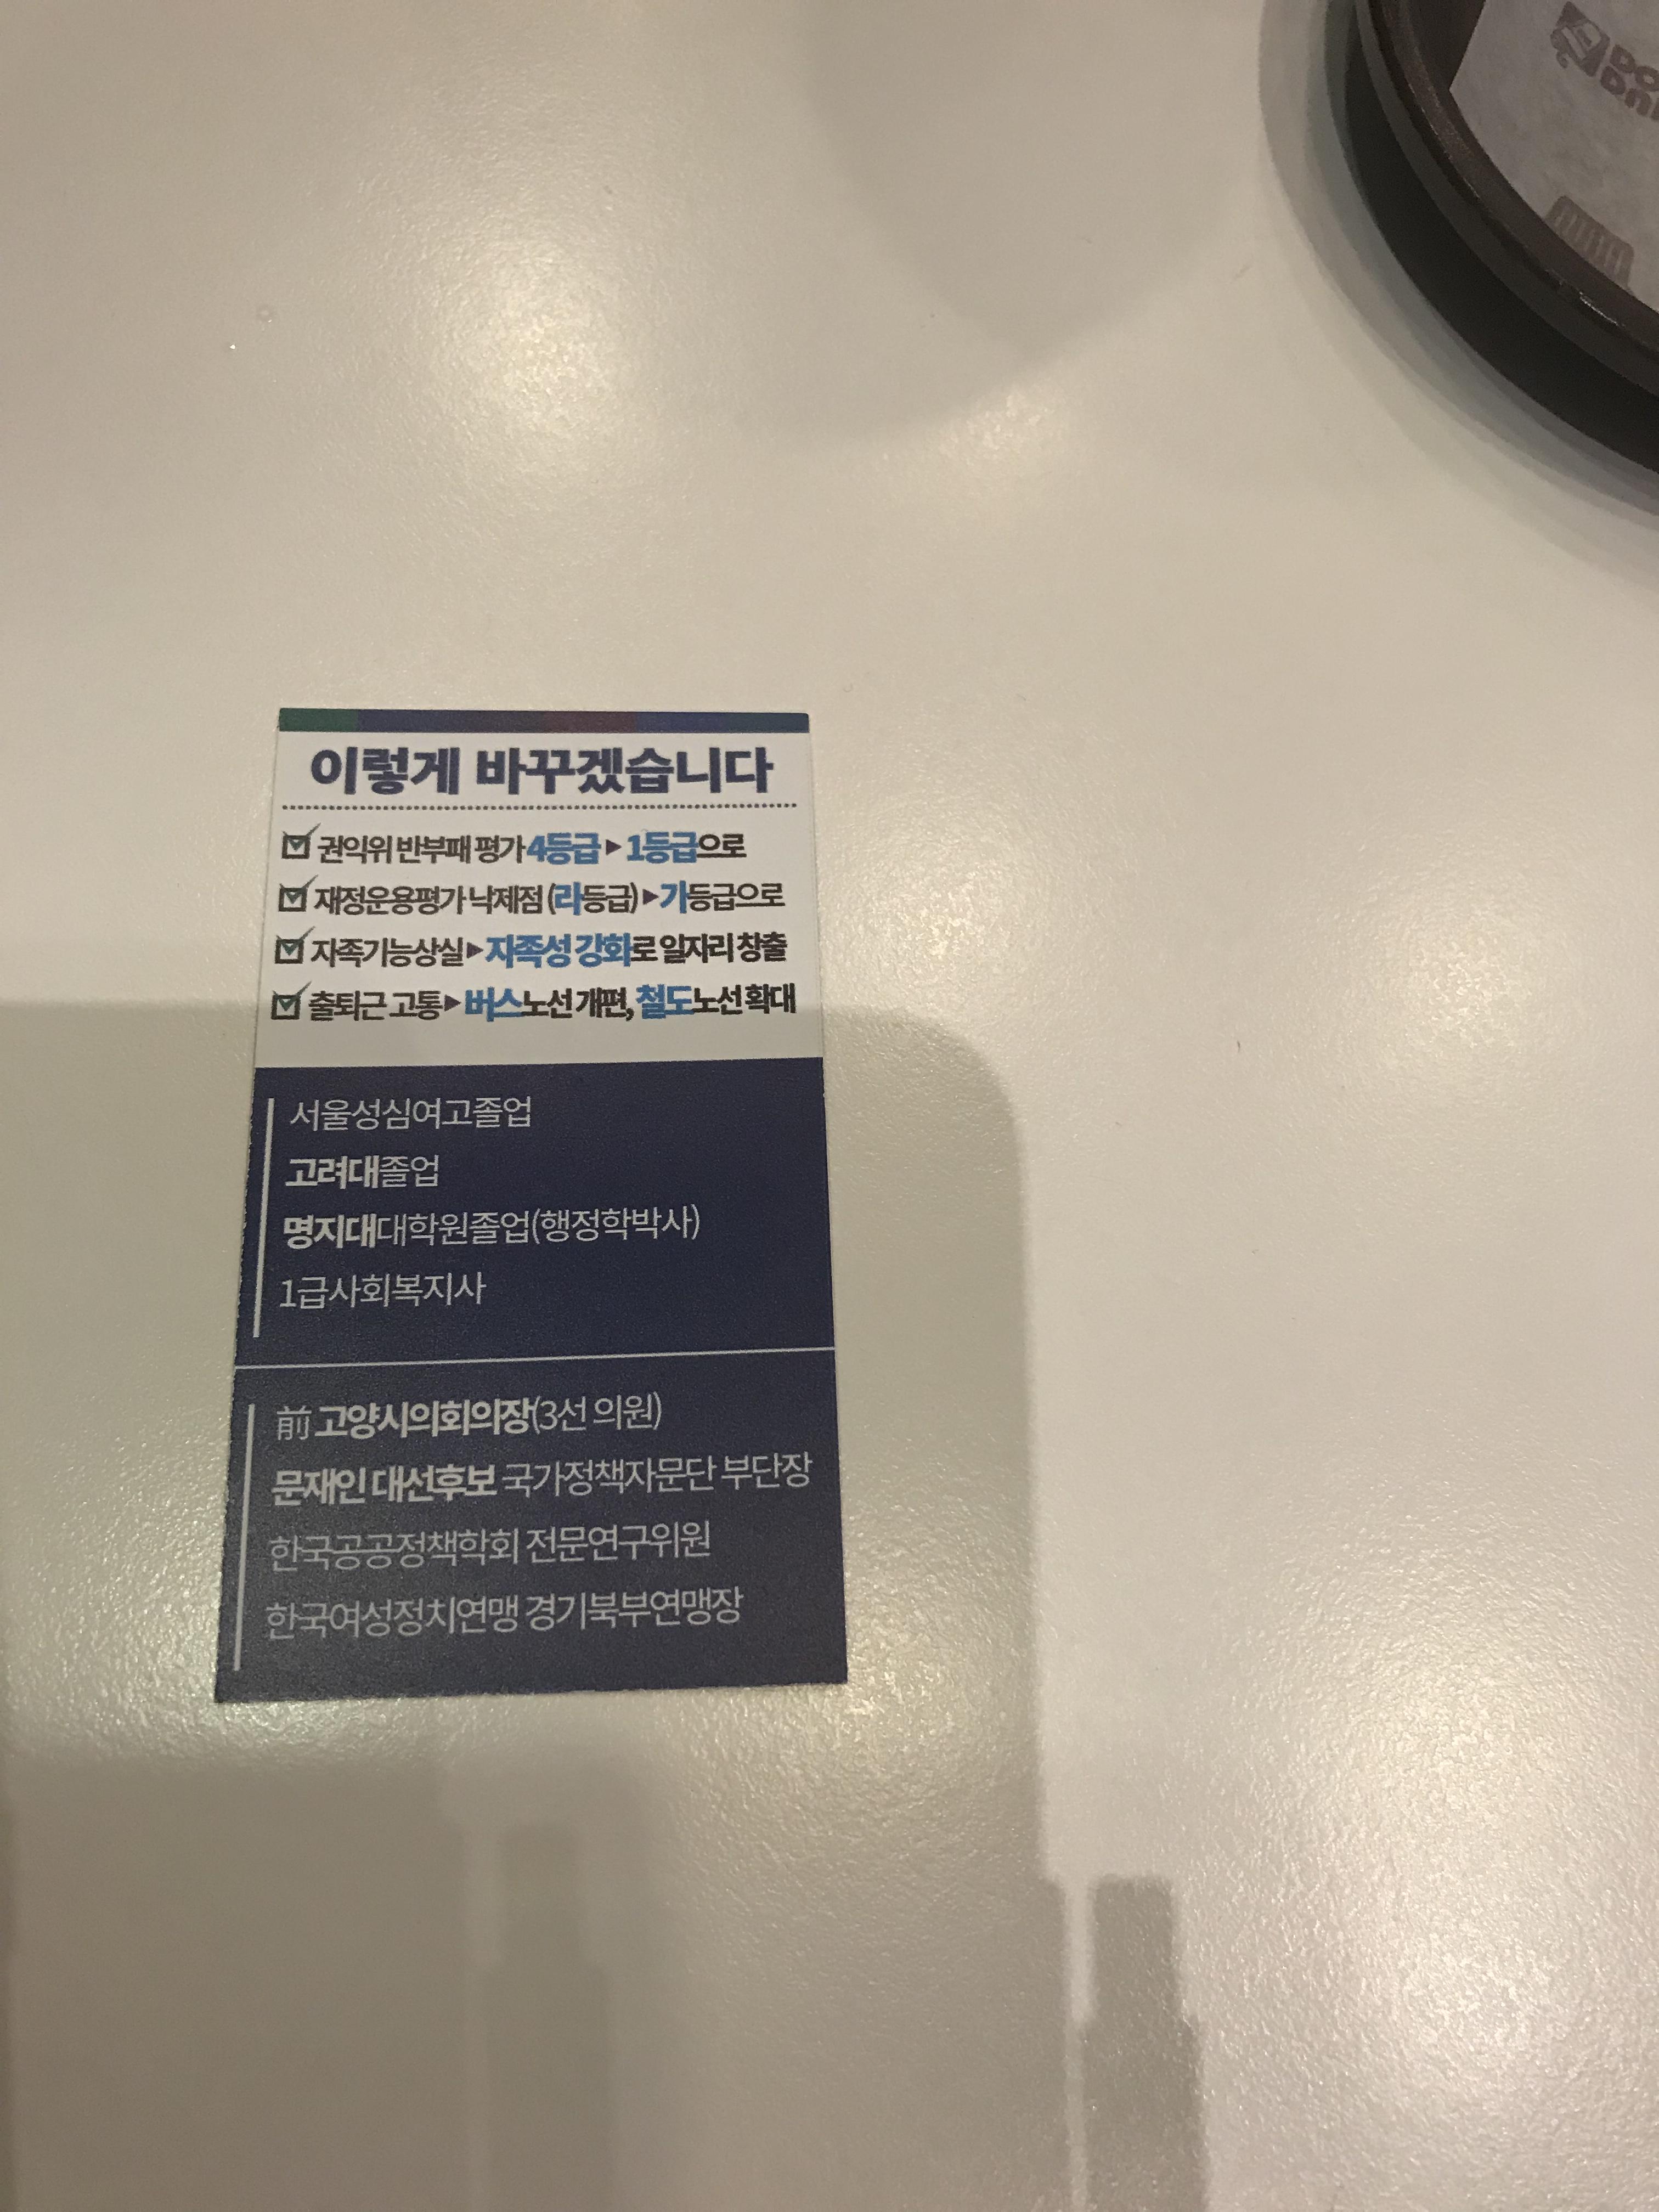 이렇게 바꾸겠습니다
권익위 반부패 평가 4등급 ▸ 1등급으로
재정운용평가 낙제점 (라등급) ▸ 가등급으로
자족기능상실 ▸ 자족성 강화로 일자리 창출
출퇴근 고통 ▸ 버스노선 개편, 철도노선 확대
서울성심여고졸업
고려대졸업
명지대대학원졸업(행정학박사)
1급사회복지사
前 고양시의회의장(3선 의원)
문재인 대선후보 국가정책자문단 부단장
한국공공정책학회 전문연구위원
한국여성정치연맹 경기북부연맹장